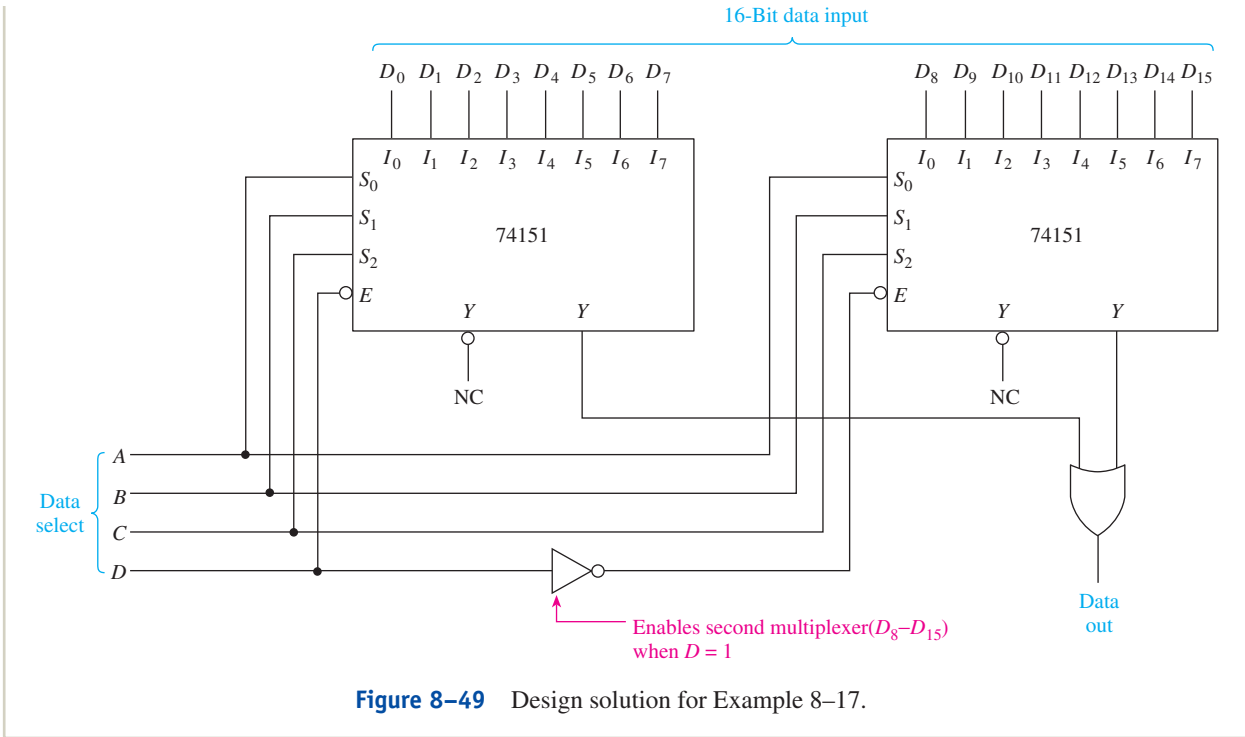 16-Bit data input
D0 D1 D2 D3 D4 D5 D6 D7
D8 D9 D10 D11 D12 D13 D14 D15
I0 I1 I2 I3 I4 I5 I6 I7
I0 I1 I2 I3 I4 I5 I6 I7
S0
S0
S1
S1
74151
74151
S2
S2
E
E
Y Y
Y Y
NC
NC
A
B
Data
select
C
D
Data
out
Enables second multiplexer(D8–D15)
when D = 1
Figure 8–49 Design solution for Example 8–17.